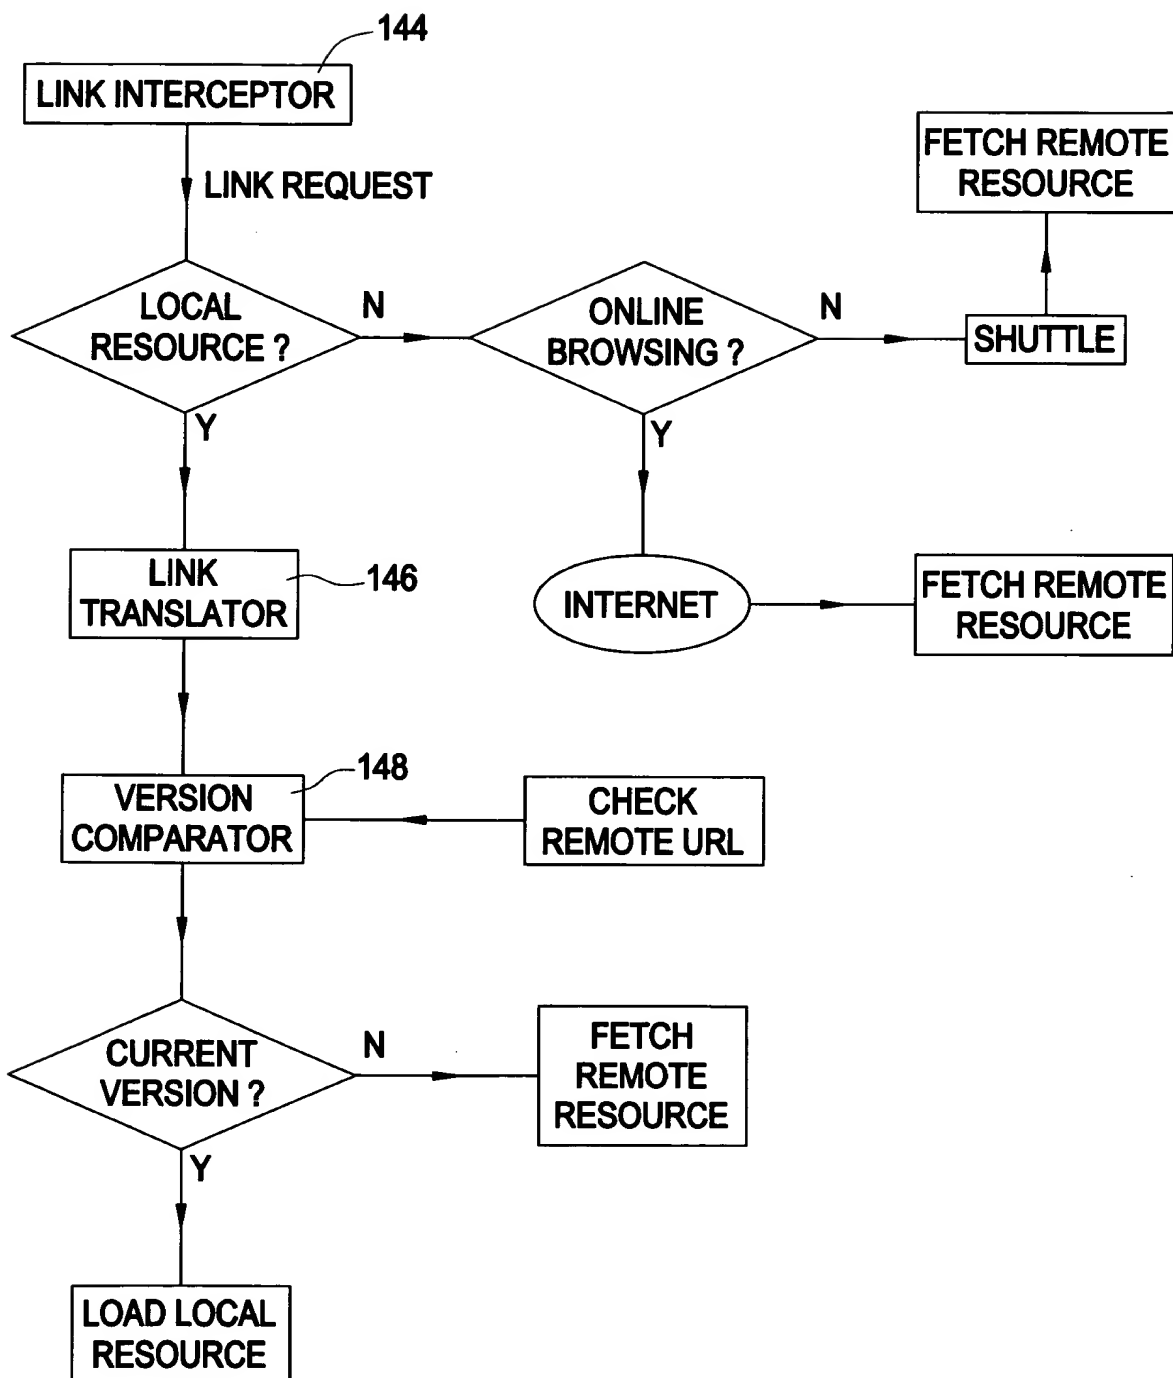 144
LINK INTERCEPTOR
LINK REQUEST
FETCH REMOTE
RESOURCE
LOCAL
RESOURCE ?
N
Y
ONLINE
BROWSING ?
N
Y
SHUTTLE
LINK
TRANSLATOR
146
INTERNET
FETCH REMOTE
RESOURCE
VERSION
COMPARATOR
148
CHECK
REMOTE URL
CURRENT
VERSION ?
N
Y
FETCH
REMOTE
RESOURCE
LOAD LOCAL
RESOURCE